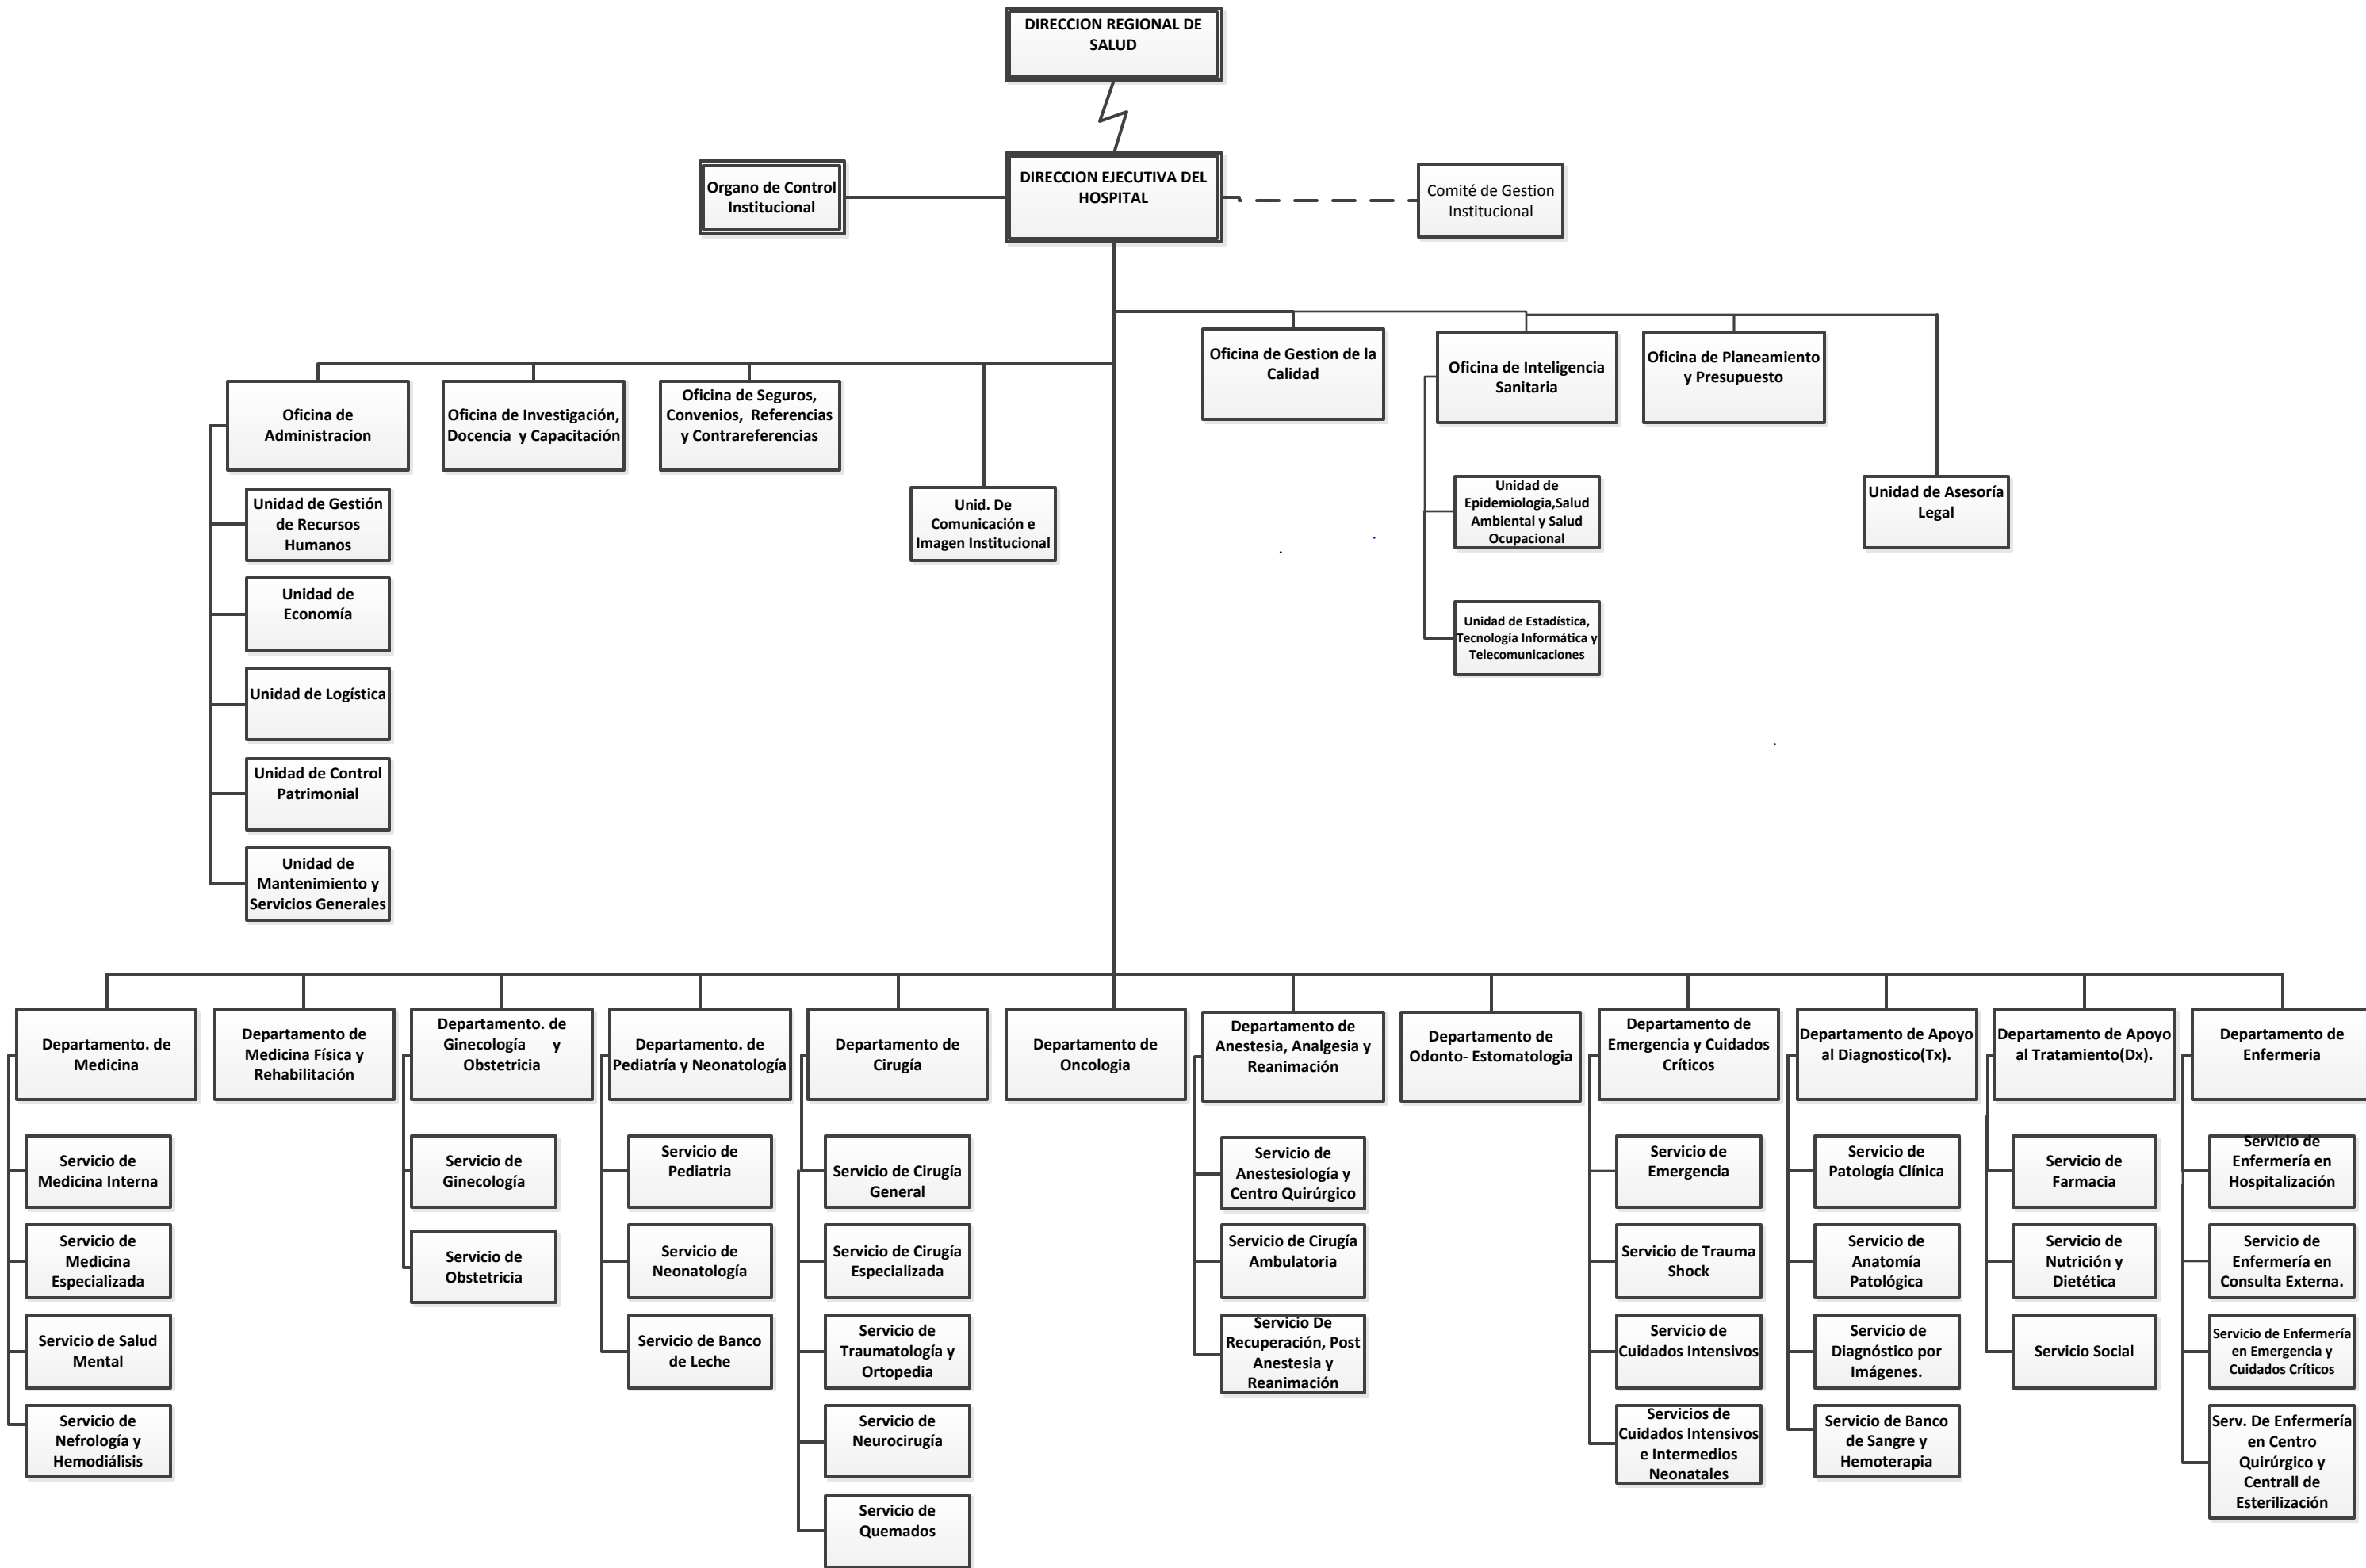 DIRECCION REGIONAL DE
SALUD
DIRECCION EJECUTIVA DEL
HOSPITAL
Organo de Control
Institucional
Comité de Gestion
Institucional
Oficina de Gestion de la
Calidad
Oficina de Inteligencia
Sanitaria
Oficina de Planeamiento
y Presupuesto
Unidad de Asesoría
Legal
Unidad de
Epidemiologia,Salud
Ambiental y Salud
Ocupacional
Unidad de Estadística,
Tecnología Informática y
Telecomunicaciones
Oficina de
Administracion
Oficina de Investigación,
Docencia y Capacitación
Oficina de Seguros,
Convenios, Referencias
y Contrareferencias
Unid. De
Comunicación e
Imagen Institucional
Unidad de Gestión
de Recursos
Humanos
Unidad de
Economía
Unidad de Logística
Unidad de Control
Patrimonial
Unidad de
Mantenimiento y
Servicios Generales
Departamento. de
Medicina
Servicio de
Medicina Interna
Servicio de
Medicina
Especializada
Servicio de Salud
Mental
Servicio de
Nefrología y
Hemodiálisis
Departamento de
Medicina Física y
Rehabilitación
Departamento. de
Ginecología y
Obstetricia
Servicio de
Ginecología
Servicio de
Obstetricia
Departamento. de
Pediatría y Neonatología
Servicio de
Pediatria
Servicio de
Neonatología
Servicio de Banco
de Leche
Departamento de
Cirugía
Servicio de Cirugía
General
Servicio de Cirugía
Especializada
Servicio de
Traumatología y
Ortopedia
Servicio de
Neurocirugía
Servicio de
Quemados
Departamento de
Oncologia
Departamento de
Anestesia, Analgesia y
Reanimación
Servicio de
Anestesiología y
Centro Quirúrgico
Servicio de Cirugía
Ambulatoria
Servicio De
Recuperación, Post
Anestesia y
Reanimación
Departamento de
Odonto- Estomatologia
Departamento de
Emergencia y Cuidados
Críticos
Servicio de
Emergencia
Servicio de Trauma
Shock
Servicio de
Cuidados Intensivos
Servicios de
Cuidados Intensivos
e Intermedios
Neonatales
Departamento de Apoyo
al Diagnostico(Tx).
Servicio de
Patología Clínica
Servicio de
Anatomía
Patológica
Servicio de
Diagnóstico por
Imágenes.
Servicio de Banco
de Sangre y
Hemoterapia
Departamento de Apoyo
al Tratamiento(Dx).
Servicio de
Farmacia
Servicio de
Nutrición y
Dietética
Servicio Social
Departamento de
Enfermeria
Servicio de
Enfermería en
Hospitalización
Servicio de
Enfermería en
Consulta Externa.
Servicio de Enfermería
en Emergencia y
Cuidados Críticos
Serv. De Enfermería
en Centro
Quirúrgico y
Centrall de
Esterilización